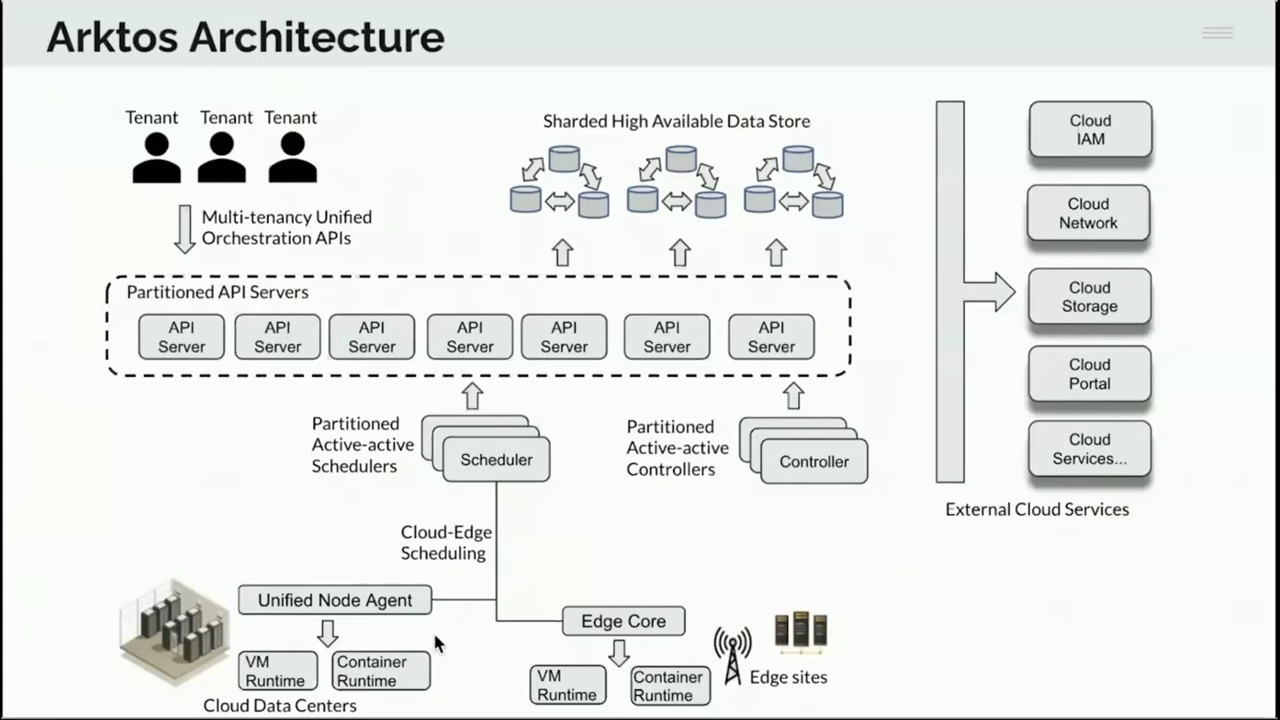 Arktos Architecture
Tenant
Tenant
Tenant
Multi-tenancy Unified
Orchestration APIs
Sharded High Available Data Store
Partitioned API Servers
API
Server
API
Server
API
Server
API
Server
API
Server
API
Server
API
Server
Partitioned
Active-active
Schedulers
Scheduler
Partitioned
Active-active
Controllers
Controller
Cloud-Edge
Scheduling
Unified Node Agent
VM
Runtime
Container
Runtime
Cloud Data Centers
Edge Core
VM
Runtime
Container
Runtime
Edge sites
Cloud
IAM
Cloud
Network
Cloud
Storage
Cloud
Portal
Cloud
Services...
External Cloud Services